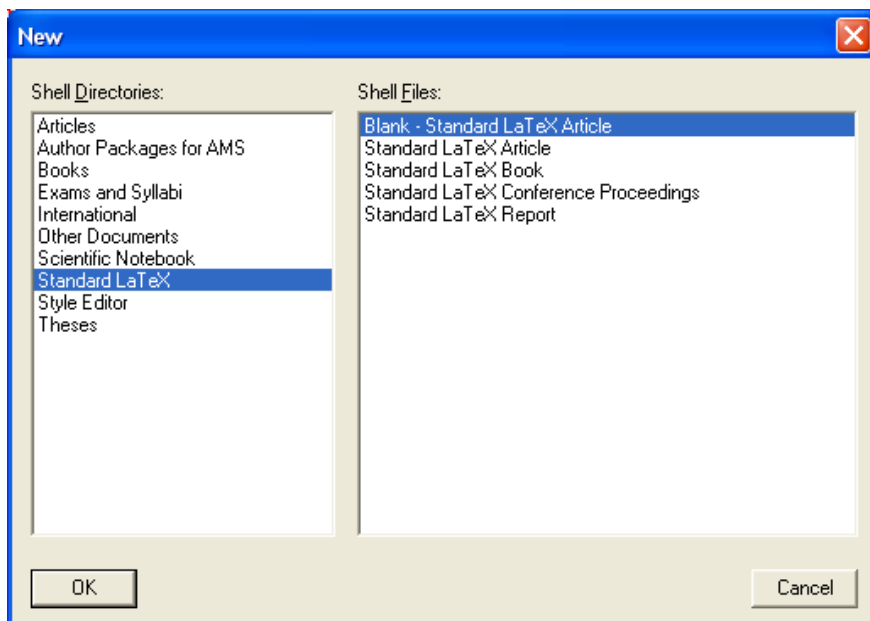 New
Shell Directories:
Articles
Author Packages for AMS
Books
Exams and Syllabi
International
Other Documents
Scientific Notebook
Standard LaTeX
Style Editor
Theses
Shell Files:
Blank - Standard LaTeX Article
Standard LaTeX Article
Standard LaTeX Book
Standard LaTeX Conference Proceedings
Standard LaTeX Report
OK
Cancel